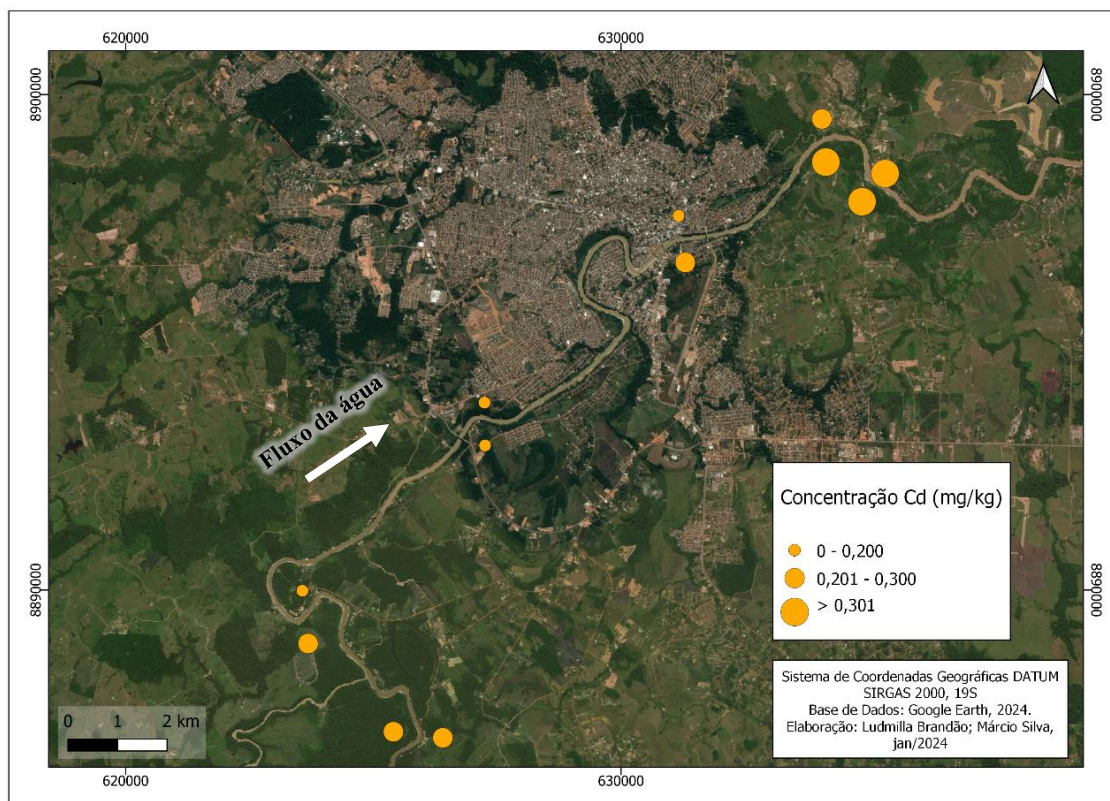 620000
630000
8900000
8900000
Fluxo da água
Concentração Cd (mg/kg)
0 - 0,200
0,201 - 0,300
> 0,301
8890000
8890000
Sistema de Coordenadas Geográficas DATUM
SIRGAS 2000, 19S
Base de Dados: Google Earth, 2024.
Elaboração: Ludmilla Brandão; Márcio Silva,
jan/2024
0 1 2 km
620000
630000